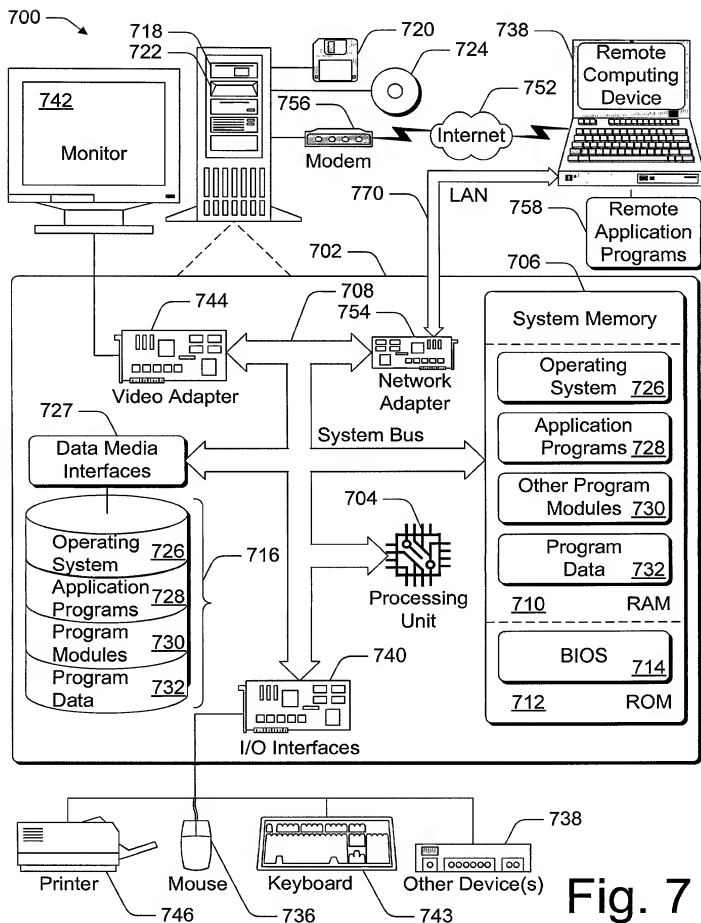 700
718
722
720
724
738
742
Monitor
756
Modem
752
Internet
Remote
Computing
Device
770
LAN
758
Remote
Application
Programs
702
706
744
708
754
Video Adapter
Network
Adapter
System Memory
Operating
System 726
Application
Programs 728
Other Program
Modules 730
Program
Data 732
710 RAM
BIOS 714
712 ROM
727
Data Media
Interfaces
System Bus
Operating
System 726
Application
Programs 728
Program
Modules 730
Program
Data 732
716
704
Processing
Unit
740
I/O Interfaces
738
Printer
Mouse
Keyboard
Other Device(s)
746
736
743
Fig. 7